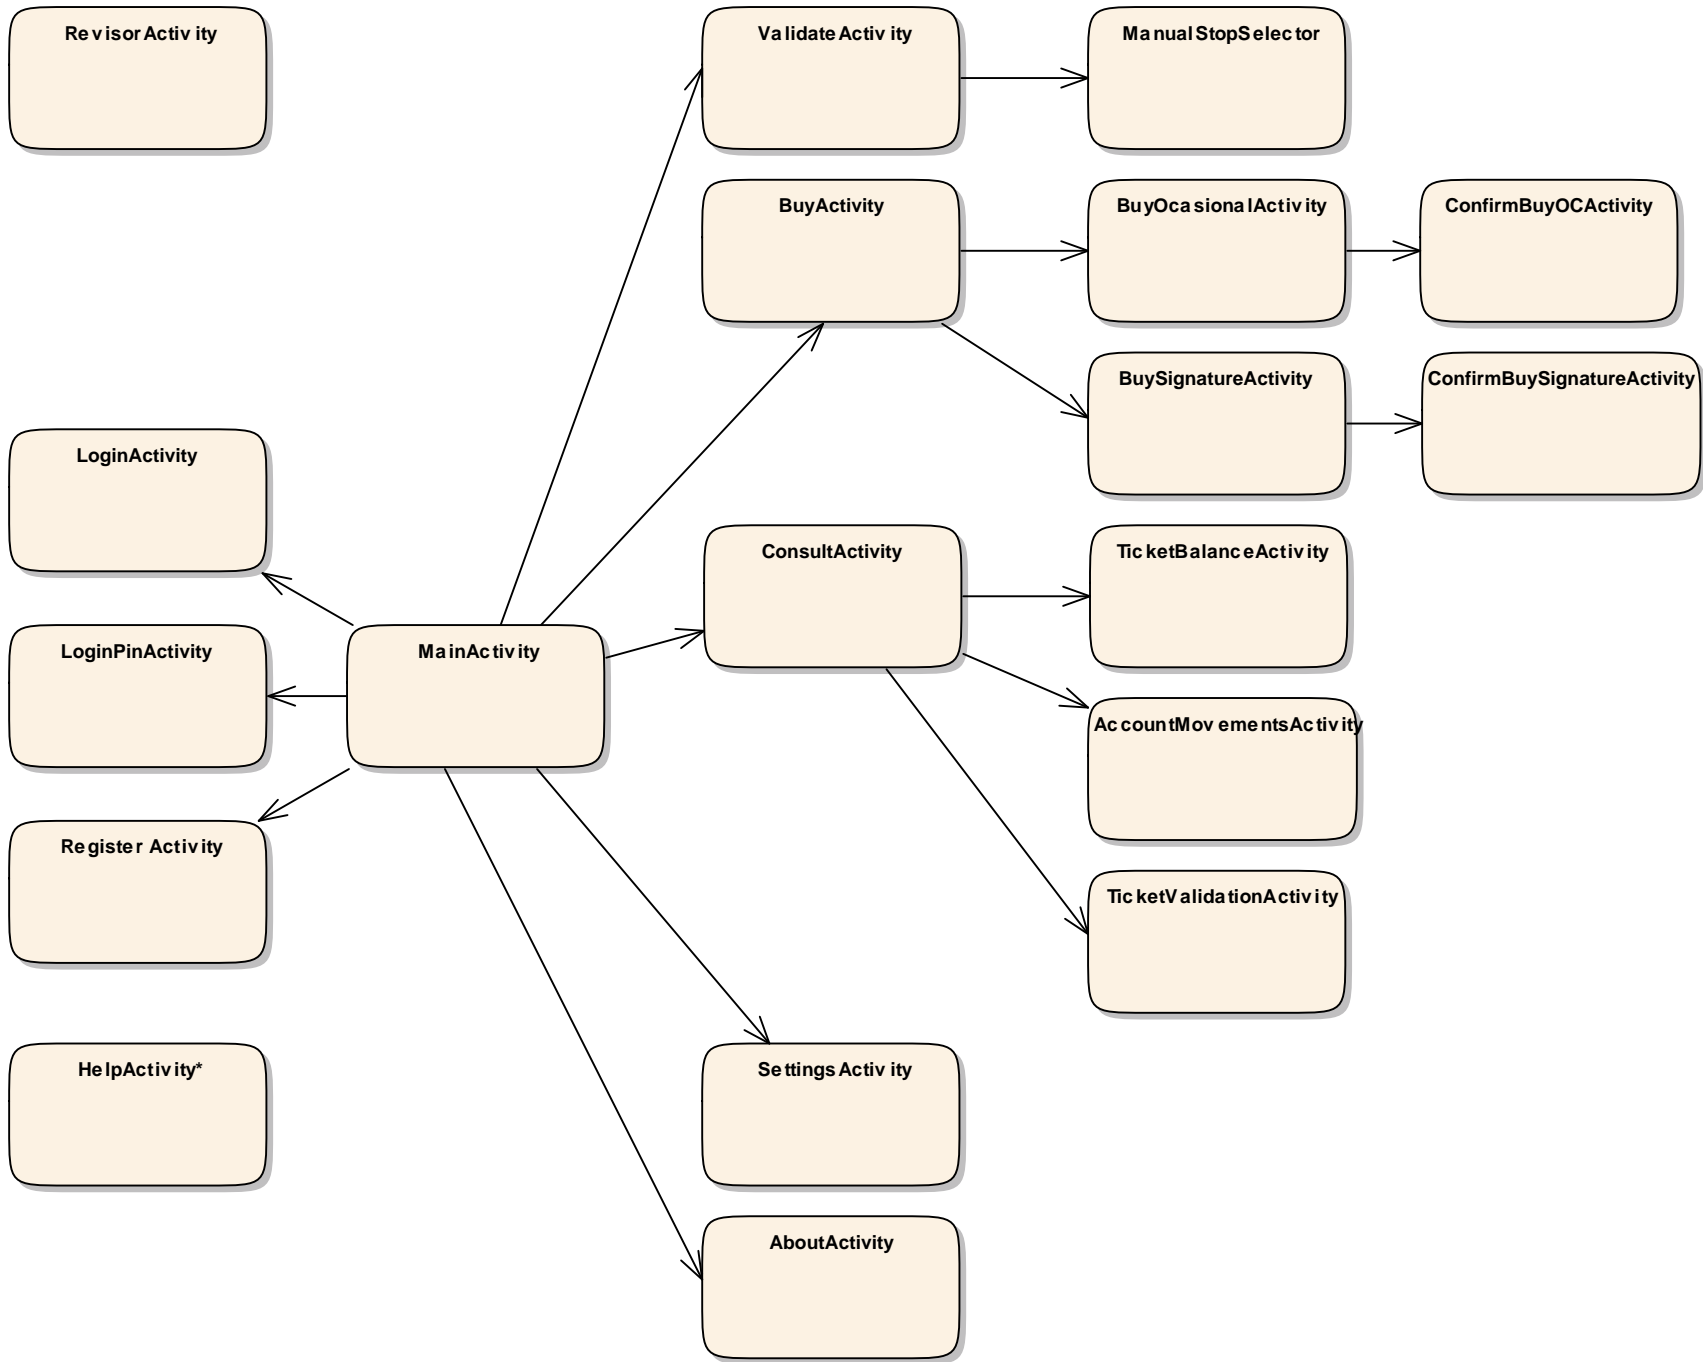 RevisorActivity
ValidateActivity
ManualStopSelector
BuyActivity
BuyOcasionalActivity
ConfirmBuyOCActivity
BuySignatureActivity
ConfirmBuySignatureActivity
LoginActivity
ConsultActivity
TicketBalanceActivity
LoginPinActivity
MainActivity
AccountMovementsActivity
Register Activity
TicketValidationActivity
HelpActivity*
SettingsActivity
AboutActivity